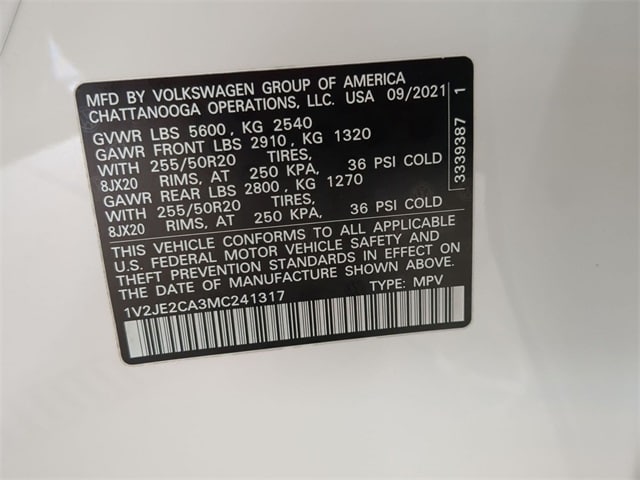 MFD BY VOLKSWAGEN GROUP OF AMERICA
CHATTANOOGA OPERATIONS, LLC. USA 09/2021
GVWR LBS 5600 , KG 2540
GAWR FRONT LBS 2910 , KG 1320
WITH 255/50R20 TIRES,
8JX20 RIMS, AT 250 KPA, 36 PSI COLD
GAWR REAR LBS 2800 , KG 1270
WITH 255/50R20 TIRES,
8JX20 RIMS, AT 250 KPA, 36 PSI COLD
THIS VEHICLE CONFORMS TO ALL APPLICABLE
U.S. FEDERAL MOTOR VEHICLE SAFETY AND
THEFT PREVENTION STANDARDS IN EFFECT ON
THE DATE OF MANUFACTURE SHOWN ABOVE.
1V2JE2CA3MC241317 TYPE: MPV
3339387 1